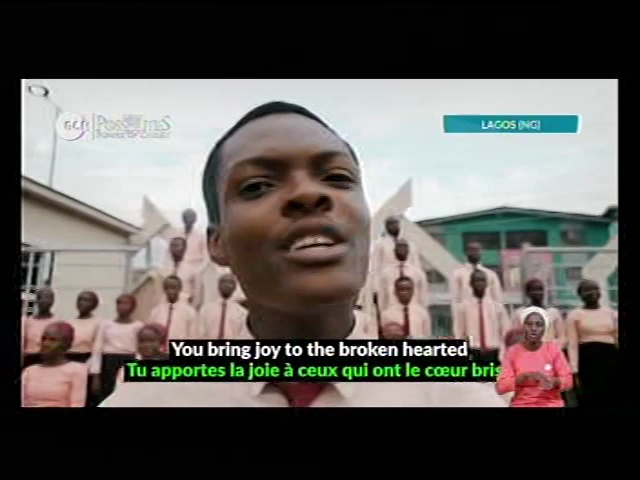 GCK
LAGOS (NG)
You bring joy to the broken hearted
Tu apportes la joie à ceux qui ont le cœur bris